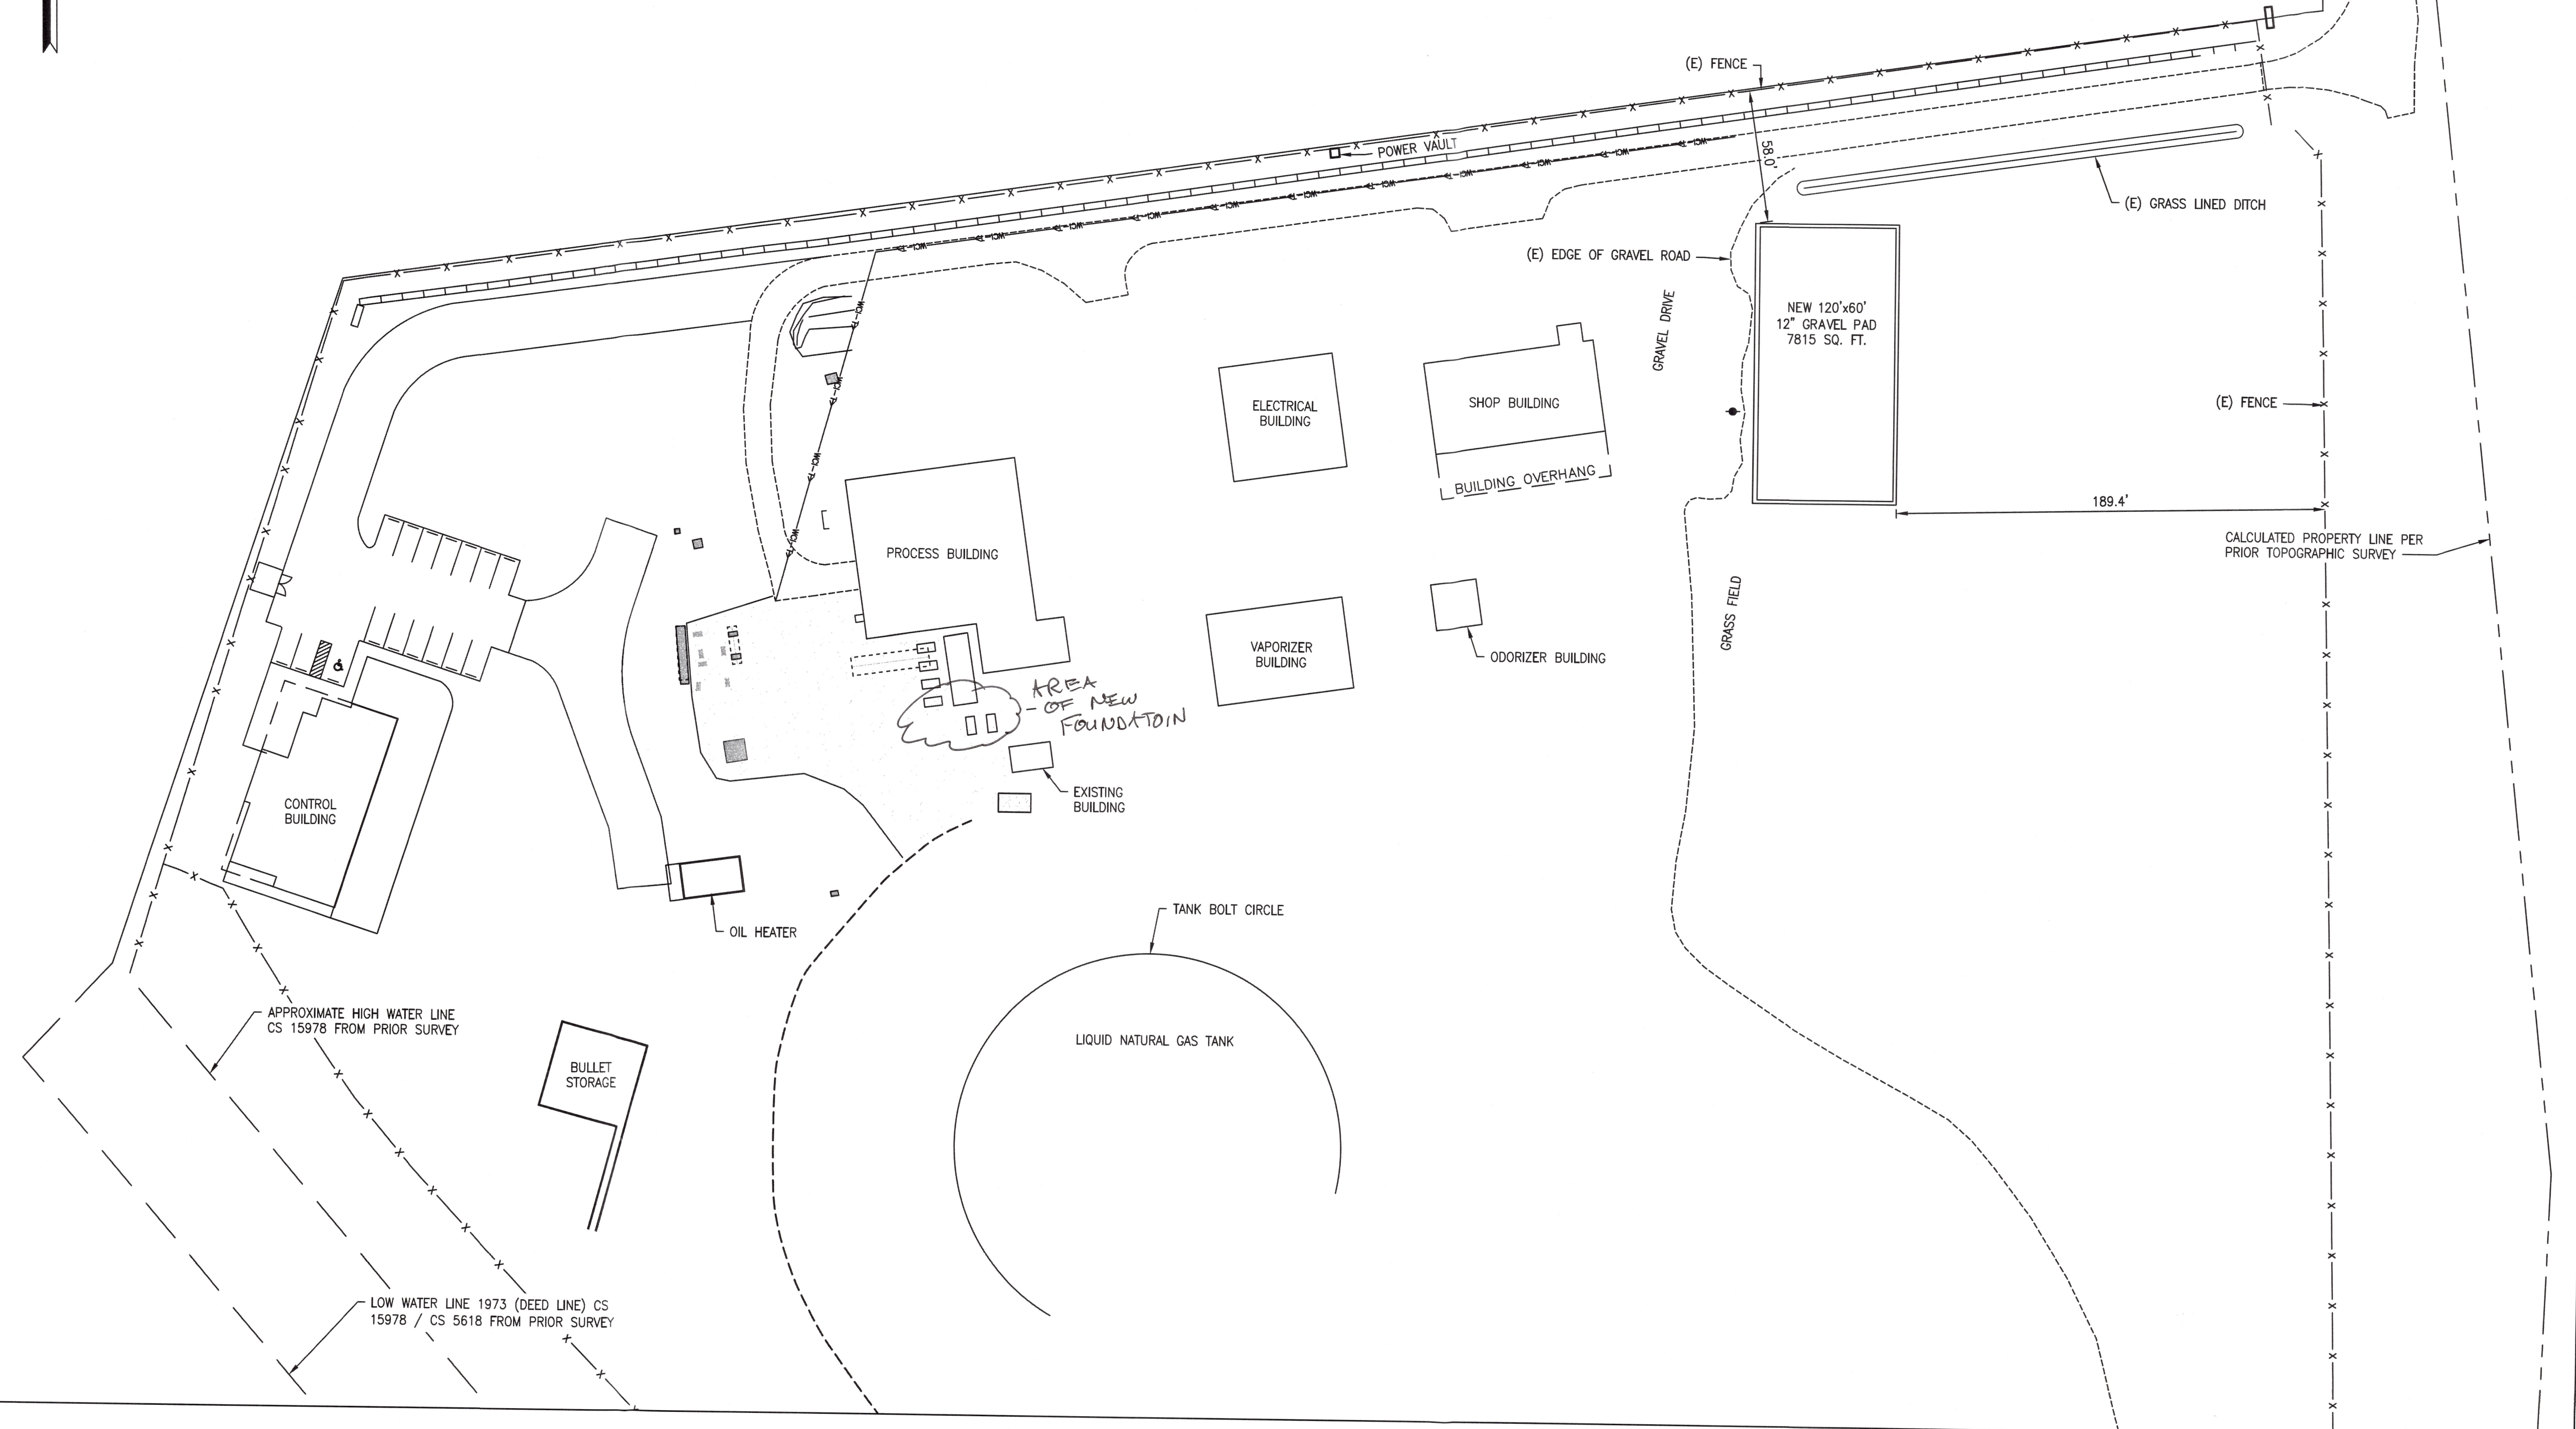 (E) FENCE
POWER VAULT
58.0'
(E) GRASS LINED DITCH
(E) EDGE OF GRAVEL ROAD
GRAVEL DRIVE
NEW 120'x60'
12" GRAVEL PAD
7815 SQ. FT.
ELECTRICAL
BUILDING
SHOP BUILDING
BUILDING OVERHANG
(E) FENCE
189.4'
CALCULATED PROPERTY LINE PER
PRIOR TOPOGRAPHIC SURVEY
PROCESS BUILDING
GRASS FIELD
VAPORIZER
BUILDING
ODORIZER BUILDING
AREA
- OF NEW
FOUNDATOIN
EXISTING
BUILDING
CONTROL
BUILDING
OIL HEATER
TANK BOLT CIRCLE
APPROXIMATE HIGH WATER LINE
CS 15978 FROM PRIOR SURVEY
LIQUID NATURAL GAS TANK
BULLET
STORAGE
LOW WATER LINE 1973 (DEED LINE) CS
15978 / CS 5618 FROM PRIOR SURVEY